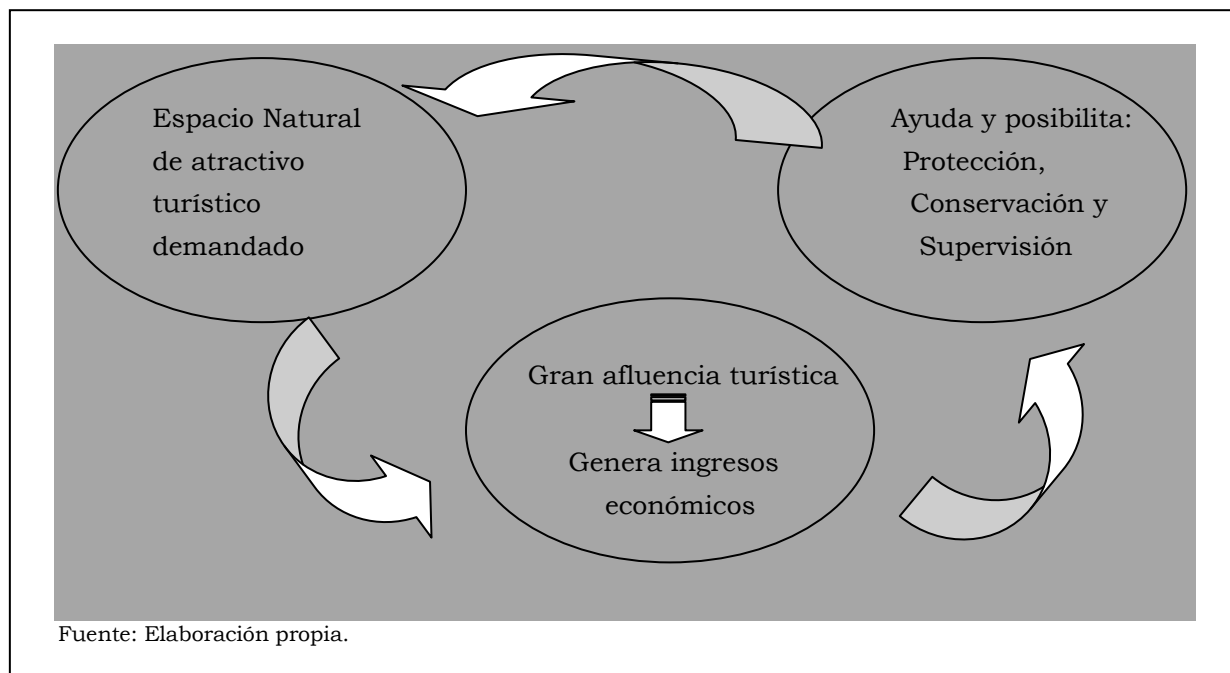 Espacio Natural
de atractivo
turístico
demandado
Ayuda y posibilita:
Protección,
Conservación y
Supervisión
Gran afluencia turística
Genera ingresos
económicos
Fuente: Elaboración propia.